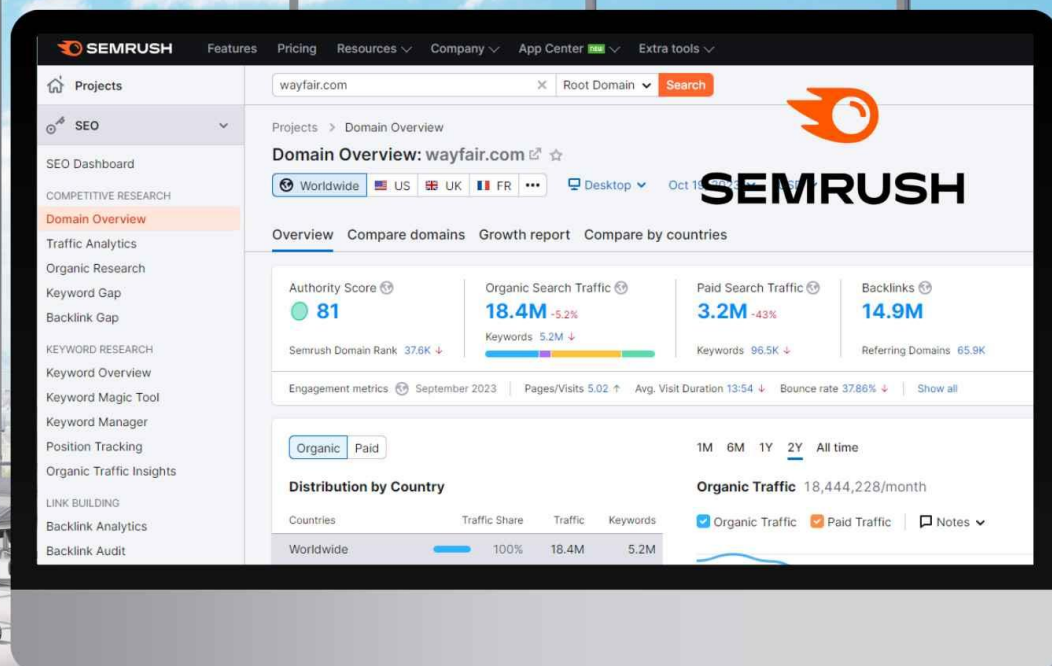 SEMRUSH Features Pricing Resources Company App Center new Extra tools
Projects
SEO
SEO Dashboard
COMPETITIVE RESEARCH
Domain Overview
Traffic Analytics
Organic Research
Keyword Gap
Backlink Gap
KEYWORD RESEARCH
Keyword Overview
Keyword Magic Tool
Keyword Manager
Position Tracking
Organic Traffic Insights
LINK BUILDING
Backlink Analytics
Backlink Audit
wayfair.com Root Domain Search
Projects > Domain Overview
Domain Overview: wayfair.com
Worldwide US UK FR ••• Desktop Oct 19, 2023
SEMRUSH
Overview Compare domains Growth report Compare by countries
Authority Score Organic Search Traffic Paid Search Traffic Backlinks
81 18.4M -5.2% 3.2M -43% 14.9M
Keywords 5.2M ↓
Semrush Domain Rank 37.6K ↓ Keywords 96.5K ↓ Referring Domains 65.9K
Engagement metrics September 2023 Pages/Visits 5.02 ↑ Avg. Visit Duration 13:54 ↓ Bounce rate 37.86% ↓ Show all
Organic Paid 1M 6M 1Y 2Y All time
Distribution by Country Organic Traffic 18,444,228/month
Countries Traffic Share Traffic Keywords Organic Traffic Paid Traffic Notes
Worldwide 100% 18.4M 5.2M